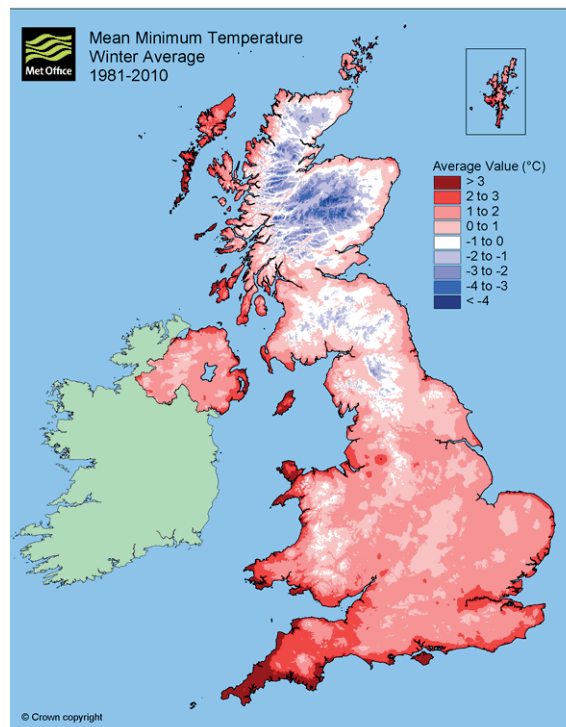 Met Office
Mean Minimum Temperature
Winter Average
1981-2010
Average Value (°C)
> 3
2 to 3
1 to 2
0 to 1
-1 to 0
-2 to -1
-3 to -2
-4 to -3
< -4
© Crown copyright